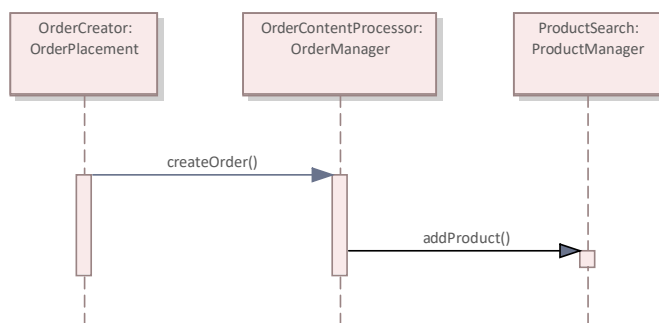 OrderCreator:
OrderPlacement
OrderContentProcessor:
OrderManager
ProductSearch:
ProductManager
createOrder()
addProduct()